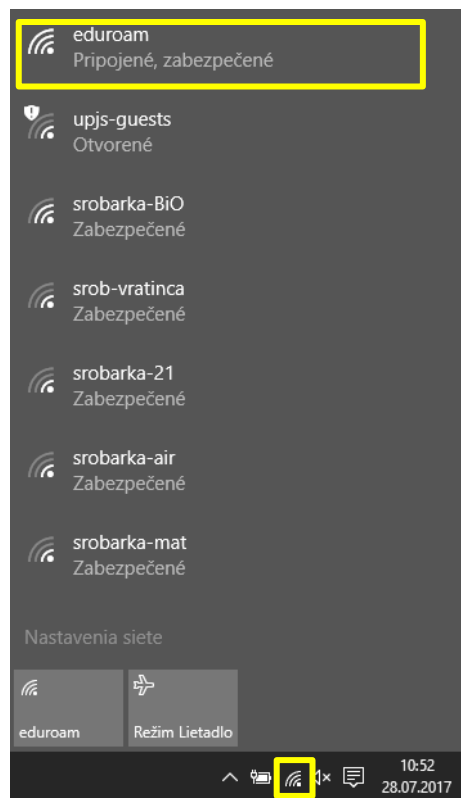 eduroam
Pripojené, zabezpečené
upjs-guests
Otvorené
srobarka-BiO
Zabezpečené
srob-vratinca
Zabezpečené
srobarka-21
Zabezpečené
srobarka-air
Zabezpečené
srobarka-mat
Zabezpečené
Nastavenia siete
eduroam
Režim Lietadlo
10:52
28.07.2017